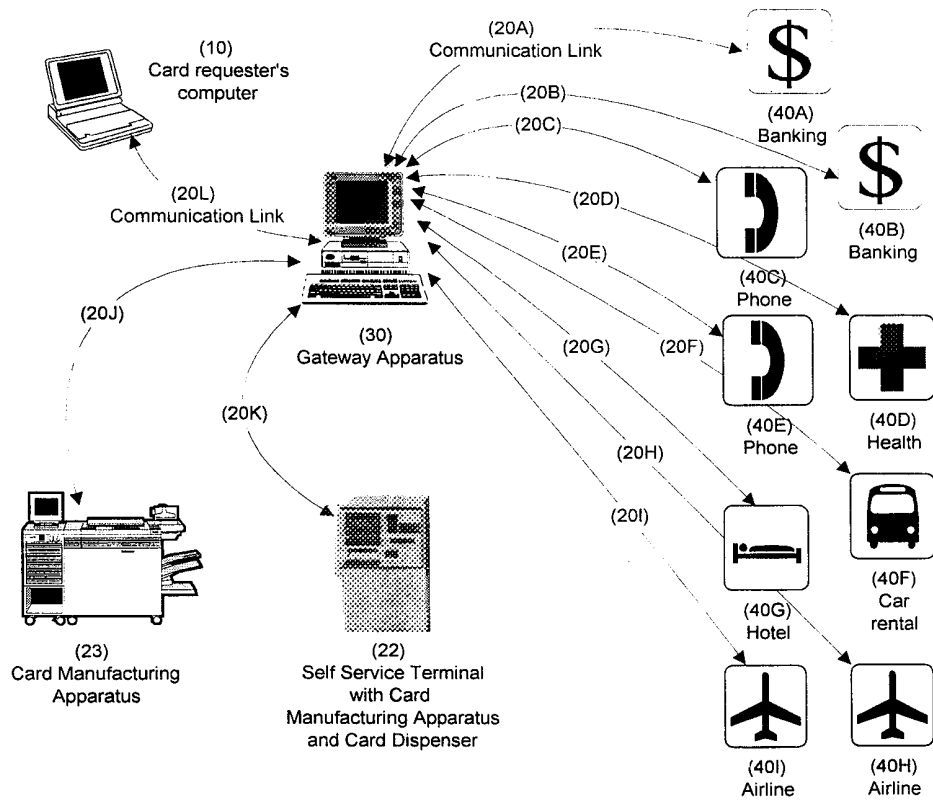 (20A)
Communication Link
(10)
Card requester's
computer
(20B)
(20C)
(40A)
Banking
(20L)
Communication Link
(20D)
(40B)
Banking
(20E)
(40C)
Phone
(20J)
(30)
Gateway Apparatus
(20G)
(20F)
(40E)
Phone
(40D)
Health
(20K)
(20H)
(20I)
(40G)
Hotel
(40F)
Car
rental
(23)
Card Manufacturing
Apparatus
(22)
Self Service Terminal
with Card
Manufacturing Apparatus
and Card Dispenser
(40I)
Airline
(40H)
Airline